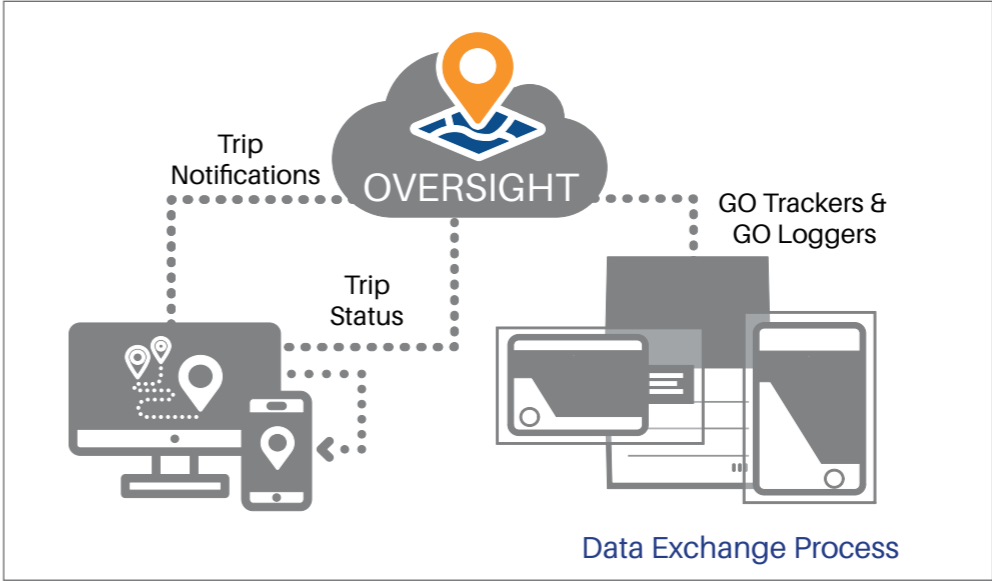 Trip
Notifications
OVERSIGHT
GO Trackers &
GO Loggers
Trip
Status
Data Exchange Process